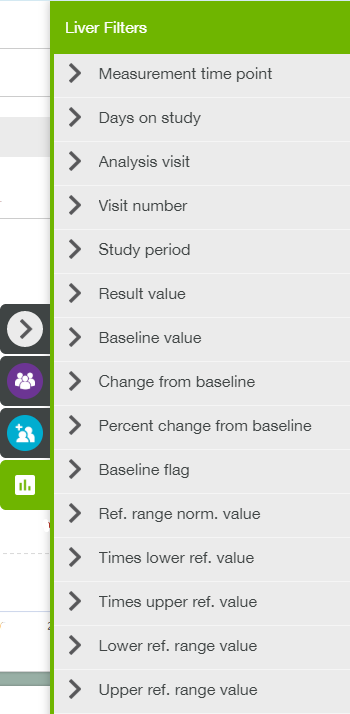 Liver Filters
Measurement time point
Days on study
Analysis visit
Visit number
Study period
Result value
Baseline value
Change from baseline
Percent change from baseline
Baseline flag
Ref. range norm. value
Times lower ref. value
Times upper ref. value
Lower ref. range value
Upper ref. range value